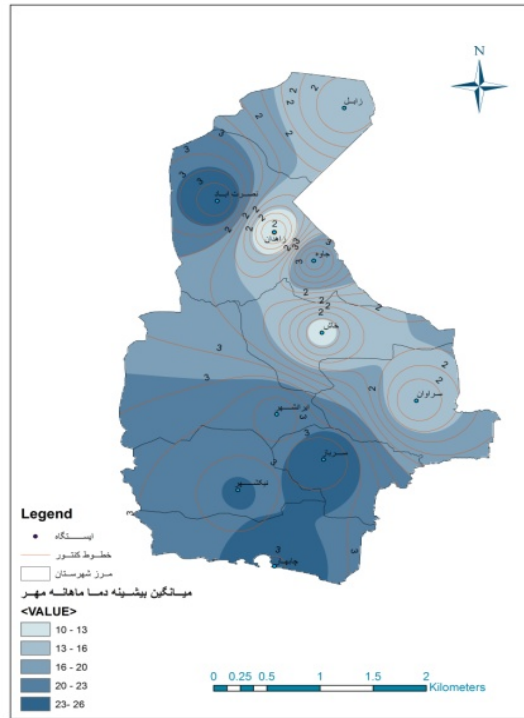 N
زابل
نصرت اباد
زاهدان
جاوه
خاش
سراوان
ایرانشهر
سرباز
نیکشهر
چابهار
Legend
ایستگاه
خطوط کنتور
مرز شهرستان
میانگین بیشینه دما ماهانه مهر
<VALUE>
10 - 13
13 - 16
16 - 20
20 - 23
23- 26
0 0.25 0.5 1 1.5 2
Kilometers